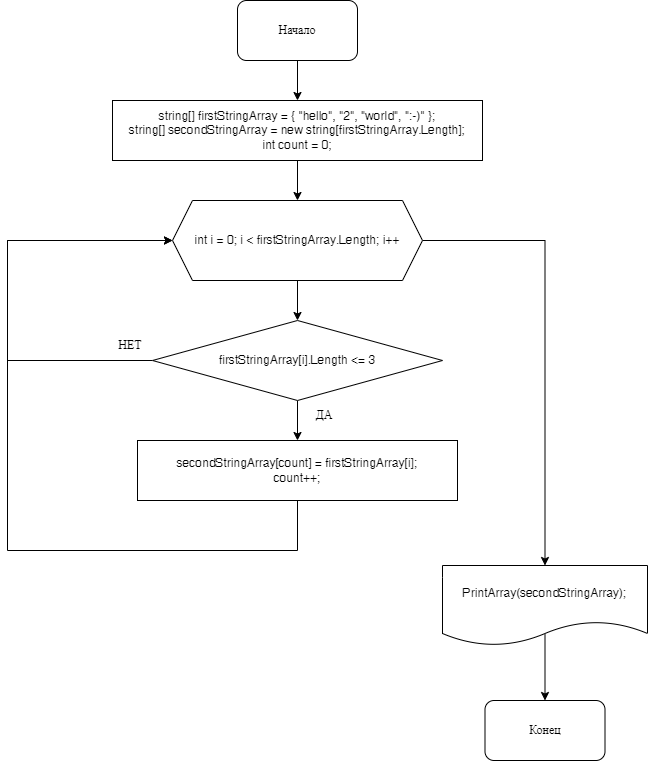 Начало
string[] firstStringArray = { "hello", "2", "world", ":-)" };
string[] secondStringArray = new string[firstStringArray.Length];
int count = 0;
int i = 0; i < firstStringArray.Length; i++
НЕТ
firstStringArray[i].Length <= 3
ДА
secondStringArray[count] = firstStringArray[i];
count++;
PrintArray(secondStringArray);
Конец